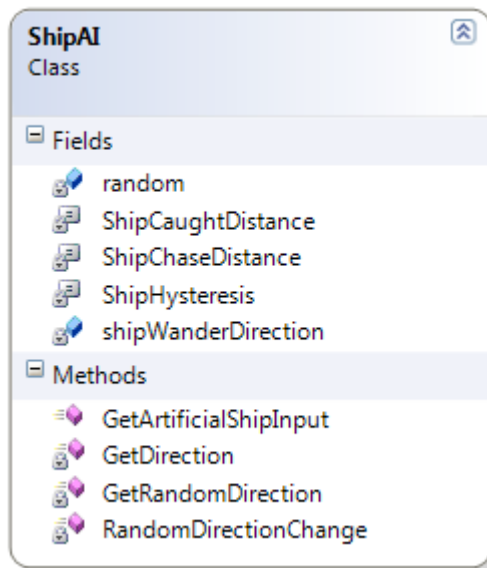 ShipAI
Class
Fields
random
ShipCaughtDistance
ShipChaseDistance
ShipHysteresis
shipWanderDirection
Methods
GetArtificialShipInput
GetDirection
GetRandomDirection
RandomDirectionChange